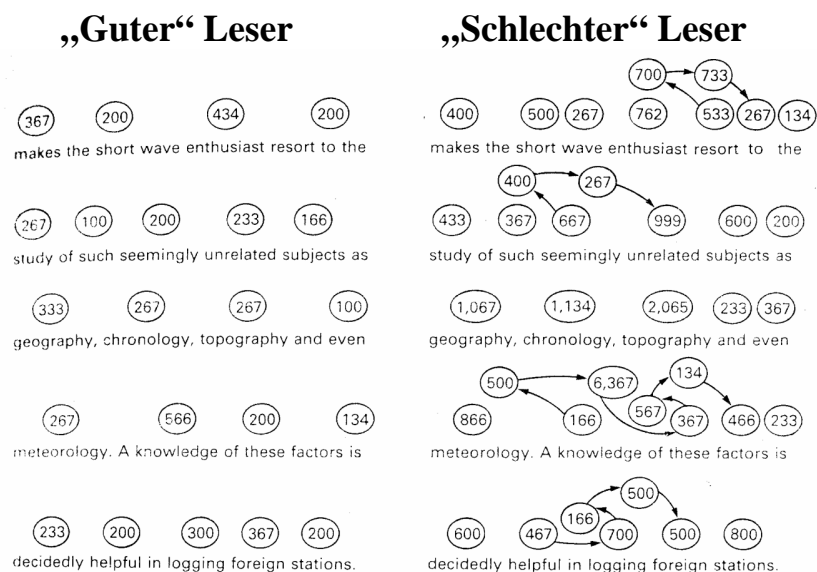 „Guter“ Leser
367 200 434 200
makes the short wave enthusiast resort to the
267 100 200 233 166
study of such seemingly unrelated subjects as
333 267 267 100
geography, chronology, topography and even
267 566 200 134
meteorology. A knowledge of these factors is
233 200 300 367 200
decidedly helpful in logging foreign stations.
„Schlechter“ Leser
700 733
400 500 267 762 533 267 134
makes the short wave enthusiast resort to the
400 267
433 367 667 999 600 200
study of such seemingly unrelated subjects as
1,067 1,134 2,065 233 367
geography, chronology, topography and even
134
500 6,367
567
866 166 367 466 233
meteorology. A knowledge of these factors is
500
166
600 467 700 500 800
decidedly helpful in logging foreign stations.